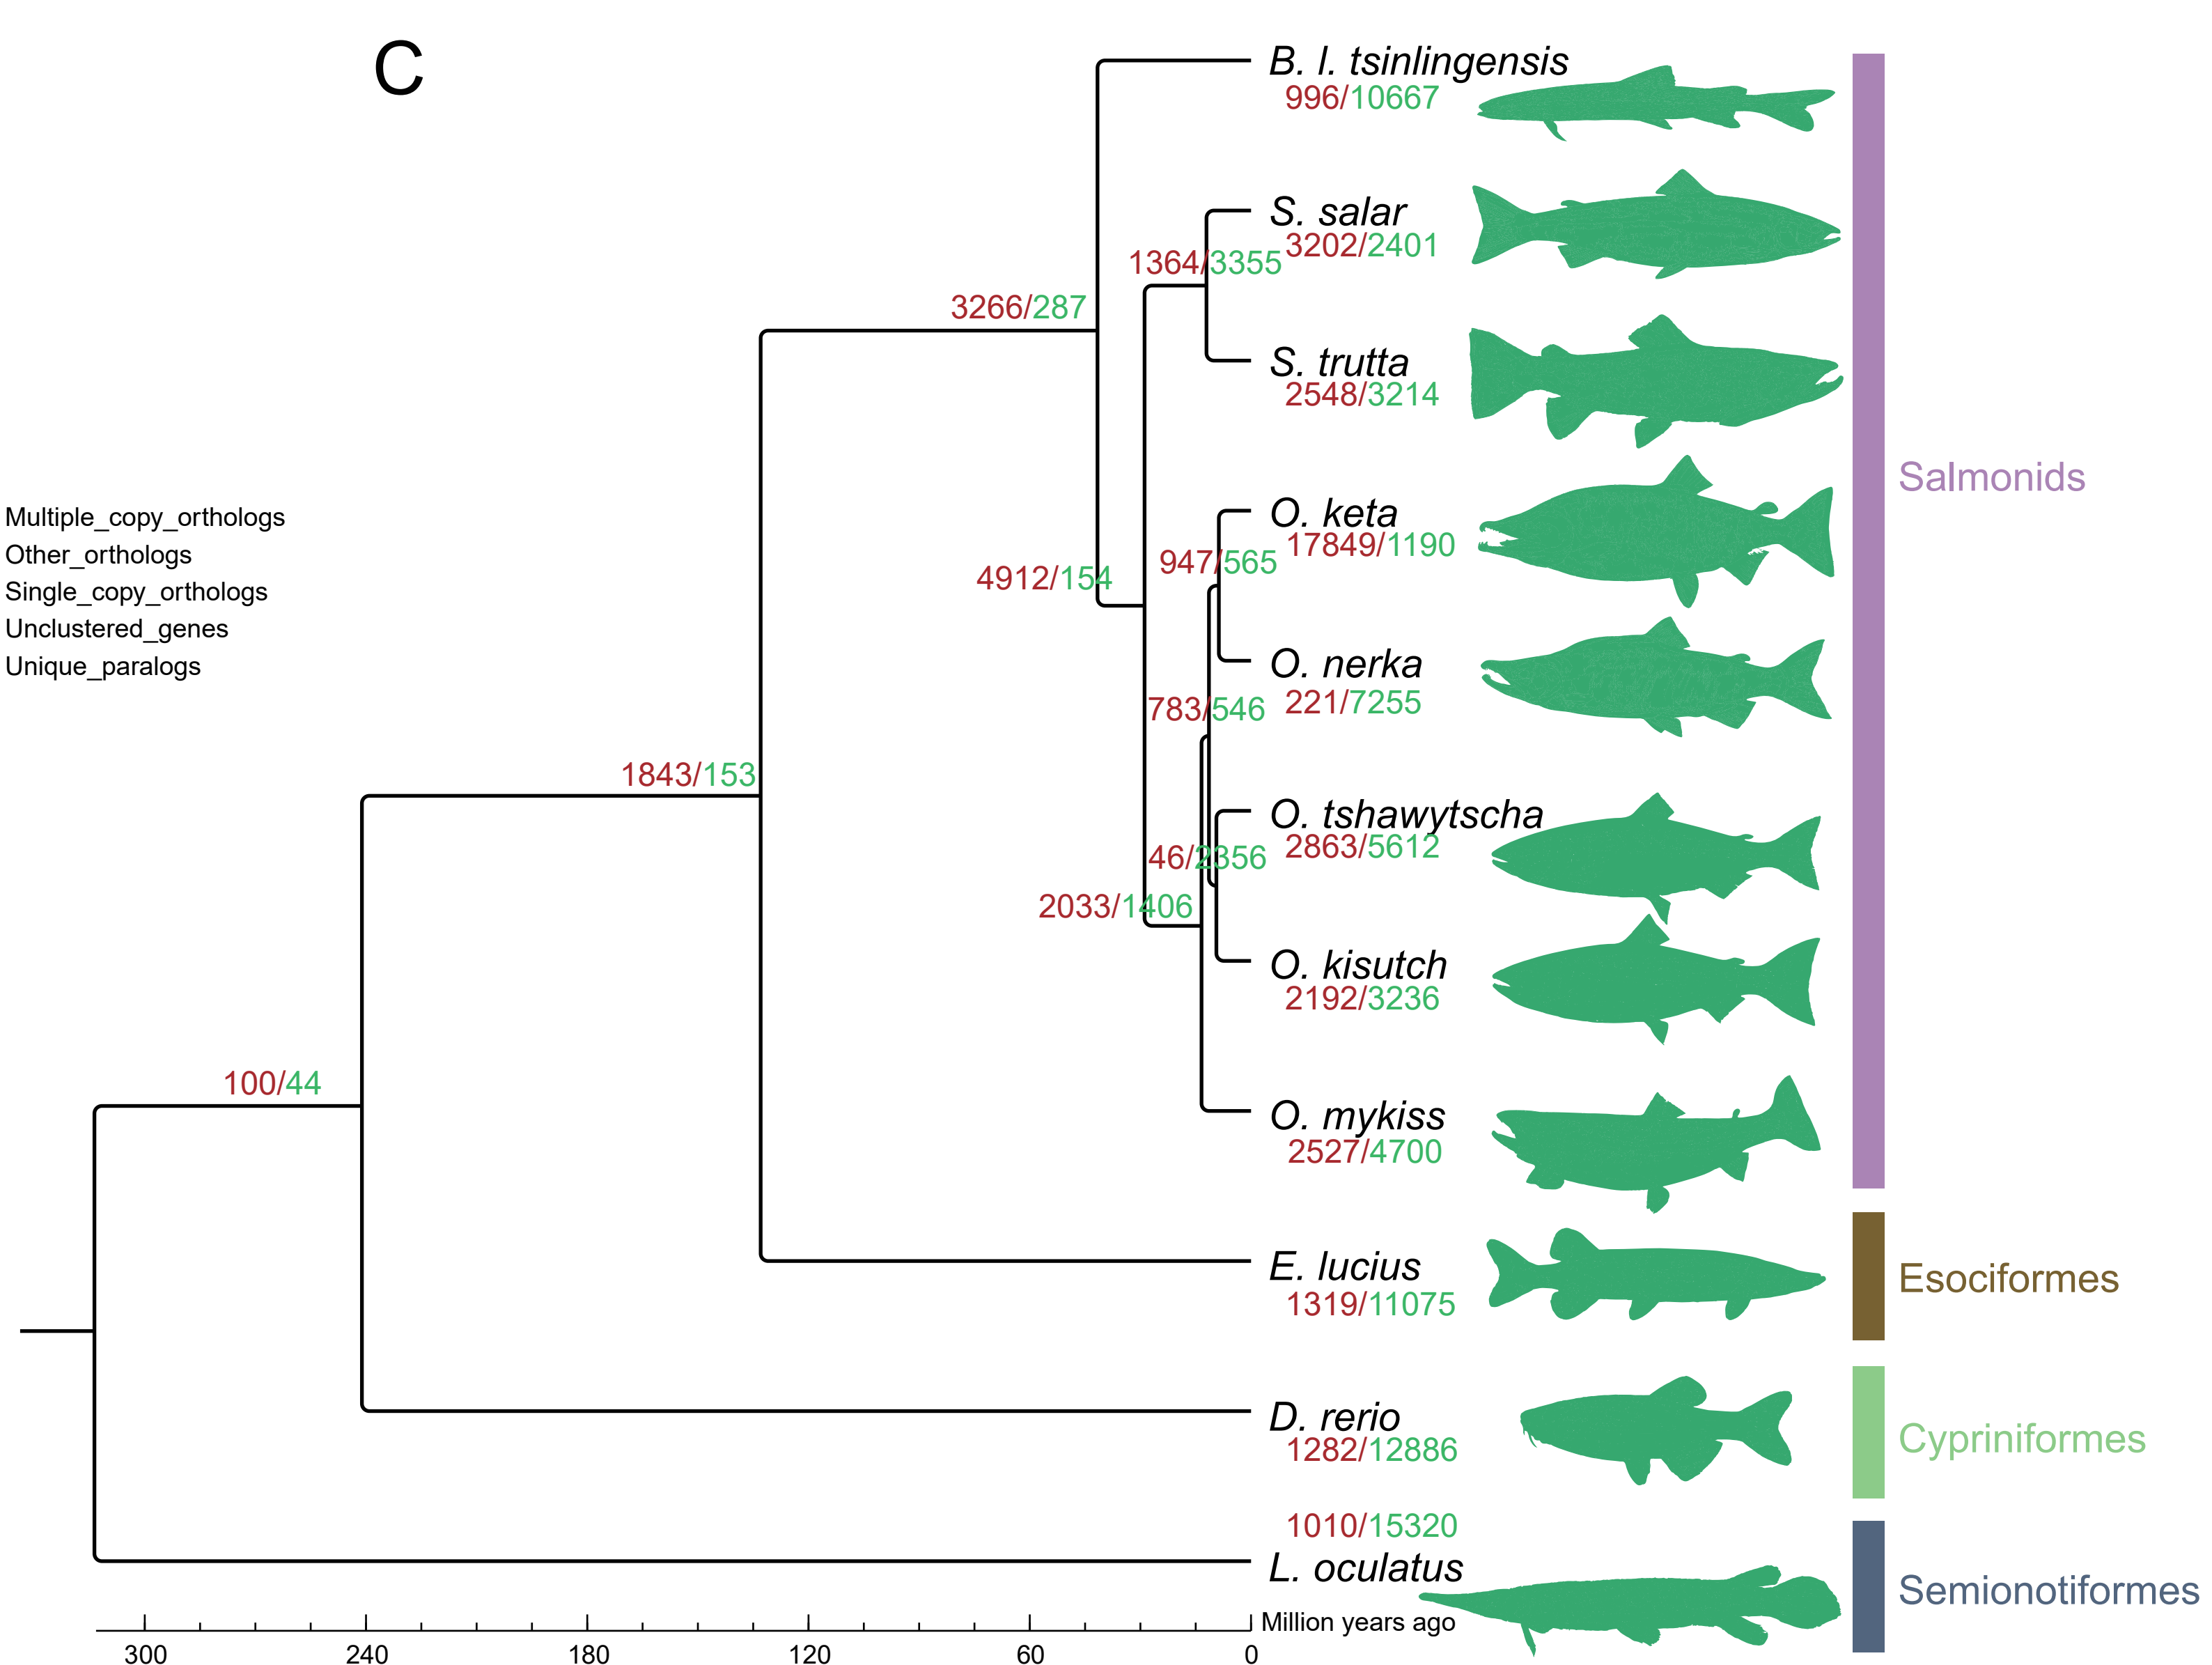 C
B. l. tsinlingensis
996/10667
S. salar
3202/2401
1364/3355
3266/287
S. trutta
2548/3214
Salmonids
Multiple_copy_orthologs
Other_orthologs
Single_copy_orthologs
Unclustered_genes
Unique_paralogs
O. keta
17849/1190
947/565
4912/154
O. nerka
221/7255
783/546
1843/153
O. tshawytscha
2863/5612
46/2356
2033/1406
O. kisutch
2192/3236
100/44
O. mykiss
2527/4700
E. lucius
1319/11075
Esociformes
D. rerio
1282/12886
Cypriniformes
1010/15320
L. oculatus
Semionotiformes
Million years ago
300 240 180 120 60 0